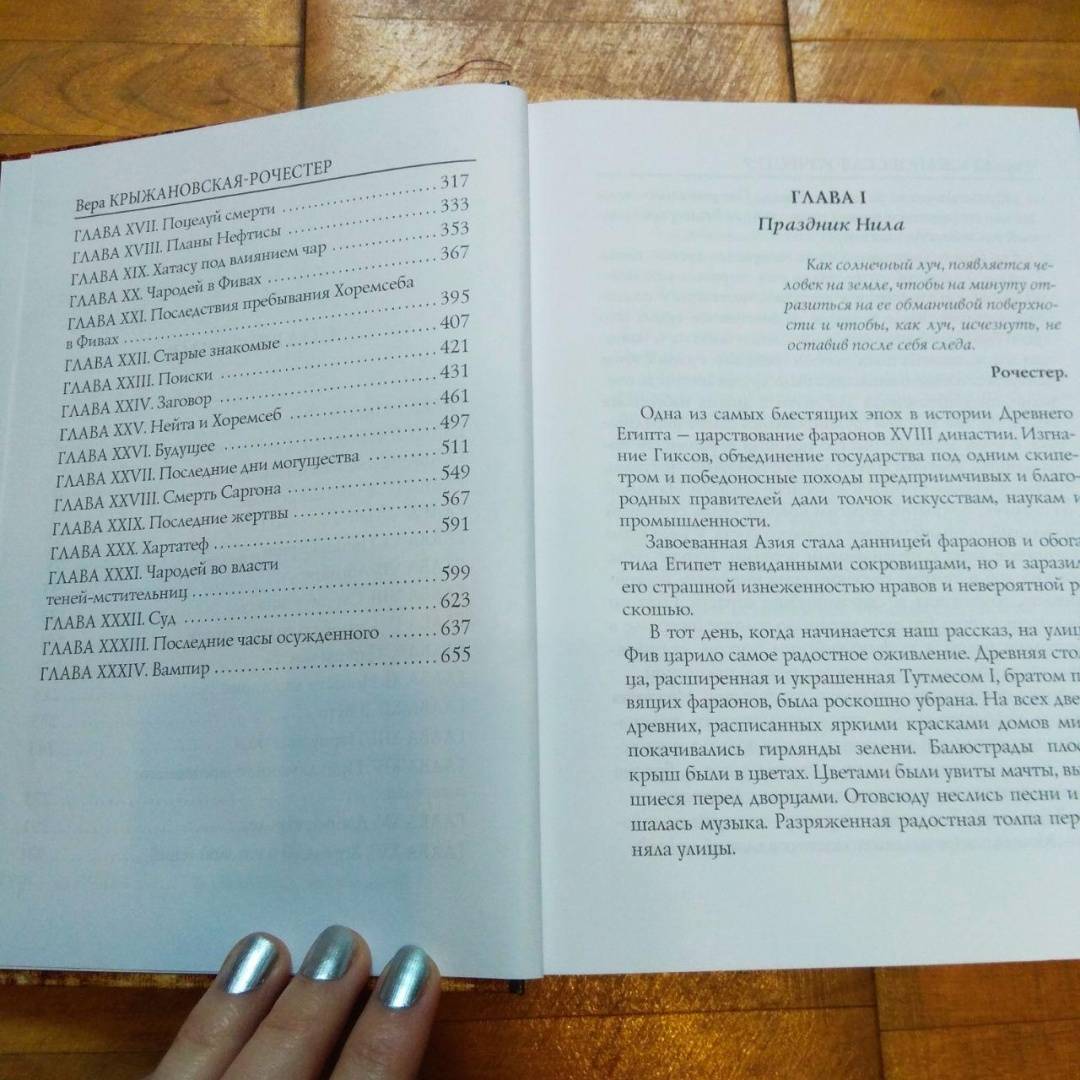 Вера КРЫЖАНОВСКАЯ-РОЧЕСТЕР
ГЛАВА XVII. Поцелуй смерти ........ 317
ГЛАВА XVIII. Планы Нефтисы ........ 333
ГЛАВА XIX. Хатасу под влиянием чар ........ 353
ГЛАВА XX. Чародей в Фивах ........ 367
ГЛАВА XXI. Последствия пребывания Хоремсеба
в Фивах ........ 395
ГЛАВА XXII. Старые знакомые ........ 407
ГЛАВА XXIII. Поиски ........ 421
ГЛАВА XXIV. Заговор ........ 431
ГЛАВА XXV. Нейта и Хоремсеб ........ 461
ГЛАВА XXVI. Будущее ........ 497
ГЛАВА XXVII. Последние дни могущества ........ 511
ГЛАВА XXVIII. Смерть Саргона ........ 549
ГЛАВА XXIX. Последние жертвы ........ 567
ГЛАВА XXX. Хартатеф ........ 591
ГЛАВА XXXI. Чародей во власти
теней-мстительниц ........ 599
ГЛАВА XXXII. Суд ........ 623
ГЛАВА XXXIII. Последние часы осужденного ........ 637
ГЛАВА XXXIV. Вампир ........ 655
ГЛАВА I
Праздник Нила
Как солнечный луч, появляется че-
ловек на земле, чтобы на минуту от-
разиться на ее обманчивой поверхно-
сти и чтобы, как луч, исчезнуть, не
оставив после себя следа.
Рочестер.
Одна из самых блестящих эпох в истории Древнего
Египта — царствование фараонов XVIII династии. Изгна-
ние Гиксов, объединение государства под одним скипе-
тром и победоносные походы предприимчивых и благо-
родных правителей дали толчок искусствам, наукам и
промышленности.
Завоеванная Азия стала данницей фараонов и обога
тила Египет невиданными сокровищами, но и заразил
его страшной изнеженностью нравов и невероятной р
скошью.
В тот день, когда начинается наш рассказ, на улиц
Фив царило самое радостное оживление. Древняя стол
ца, расширенная и украшенная Тутмесом I, братом п
вящих фараонов, была роскошно убрана. На всех две
древних, расписанных яркими красками домов ми
покачивались гирлянды зелени. Балюстрады плос
крыш были в цветах. Цветами были увиты мачты, вы
шиеся перед дворцами. Отовсюду неслись песни и
шалась музыка. Разряженная радостная толпа пер
няла улицы.